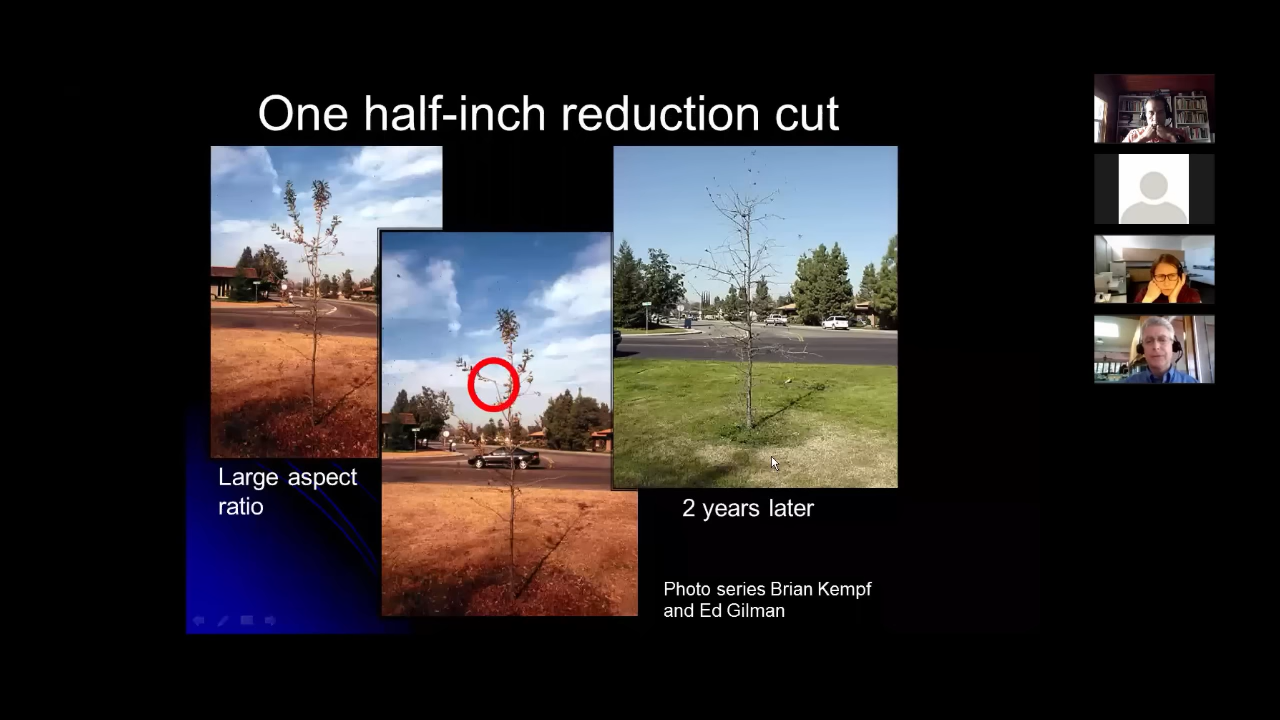 One half-inch reduction cut
Large aspect
ratio
2 years later
Photo series Brian Kempf
and Ed Gilman